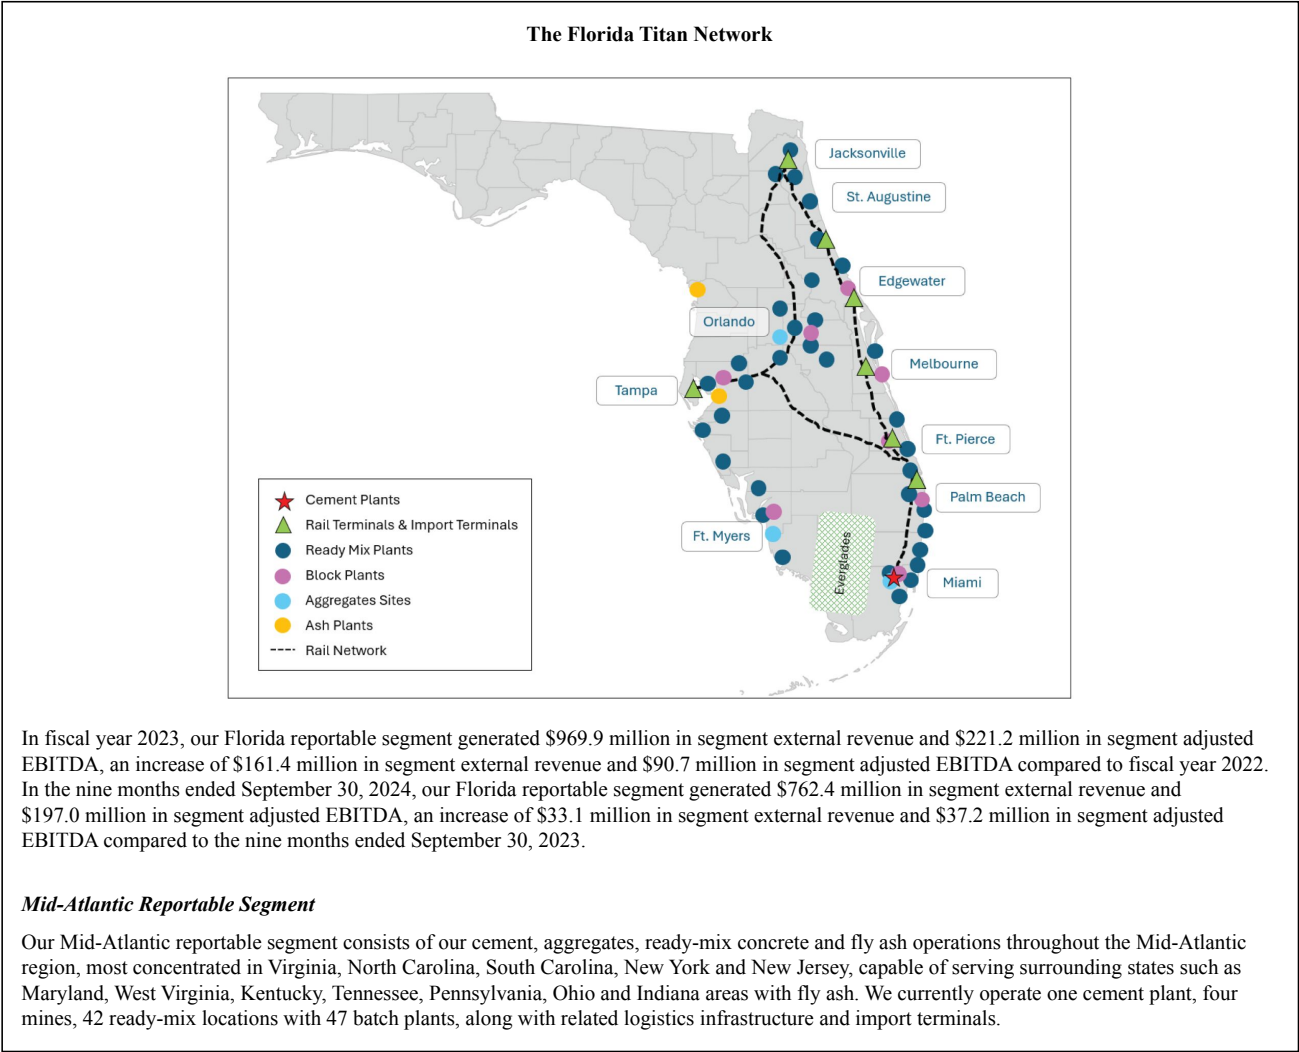 The Florida Titan Network
Jacksonville
St. Augustine
Edgewater
Orlando
Melbourne
Tampa
Ft. Pierce
Palm Beach
Ft. Myers
Everglades
Miami
Cement Plants
Rail Terminals & Import Terminals
Ready Mix Plants
Block Plants
Aggregates Sites
Ash Plants
Rail Network
In fiscal year 2023, our Florida reportable segment generated $969.9 million in segment external revenue and $221.2 million in segment adjusted
EBITDA, an increase of $161.4 million in segment external revenue and $90.7 million in segment adjusted EBITDA compared to fiscal year 2022.
In the nine months ended September 30, 2024, our Florida reportable segment generated $762.4 million in segment external revenue and
$197.0 million in segment adjusted EBITDA, an increase of $33.1 million in segment external revenue and $37.2 million in segment adjusted
EBITDA compared to the nine months ended September 30, 2023.
Mid-Atlantic Reportable Segment
Our Mid-Atlantic reportable segment consists of our cement, aggregates, ready-mix concrete and fly ash operations throughout the Mid-Atlantic
region, most concentrated in Virginia, North Carolina, South Carolina, New York and New Jersey, capable of serving surrounding states such as
Maryland, West Virginia, Kentucky, Tennessee, Pennsylvania, Ohio and Indiana areas with fly ash. We currently operate one cement plant, four
mines, 42 ready-mix locations with 47 batch plants, along with related logistics infrastructure and import terminals.